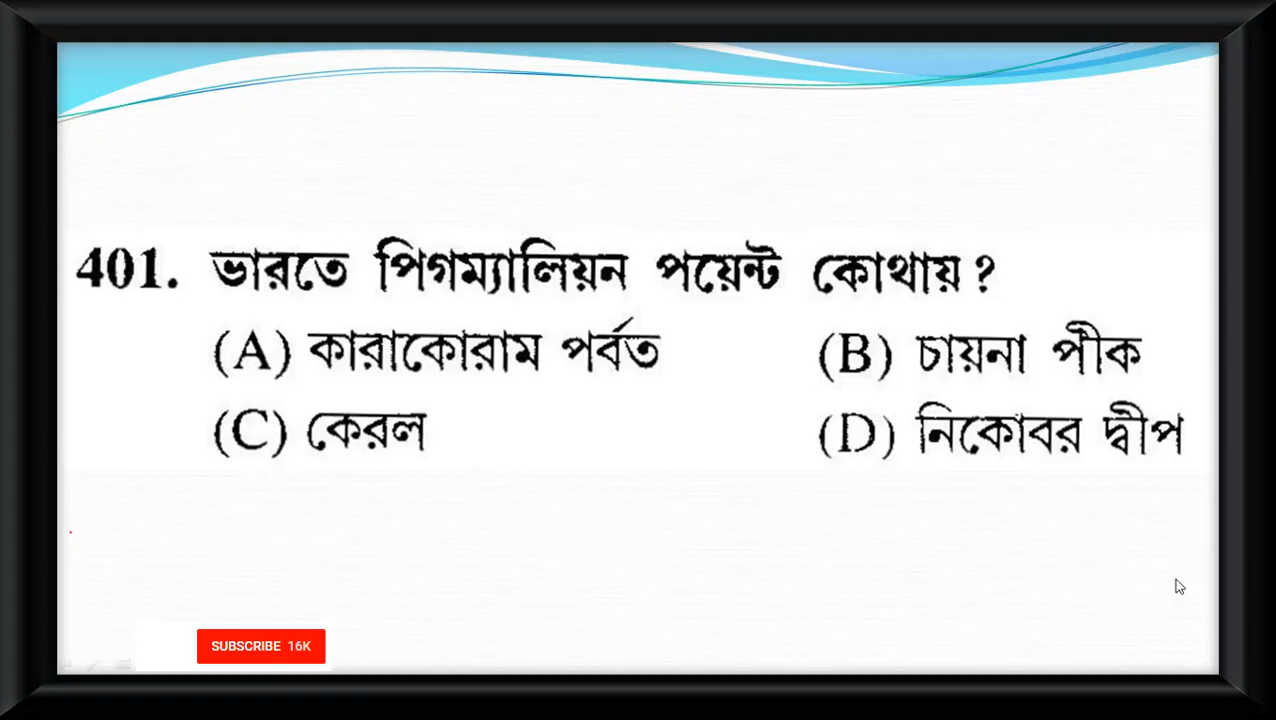 401. ভারতে পিগম্যালিয়ন পয়েন্ট কোথায় ?
(A) কারাকোরাম পর্বত (B) চায়না পীক
(C) কেরল (D) নিকোবর দ্বীপ
SUBSCRIBE 16K